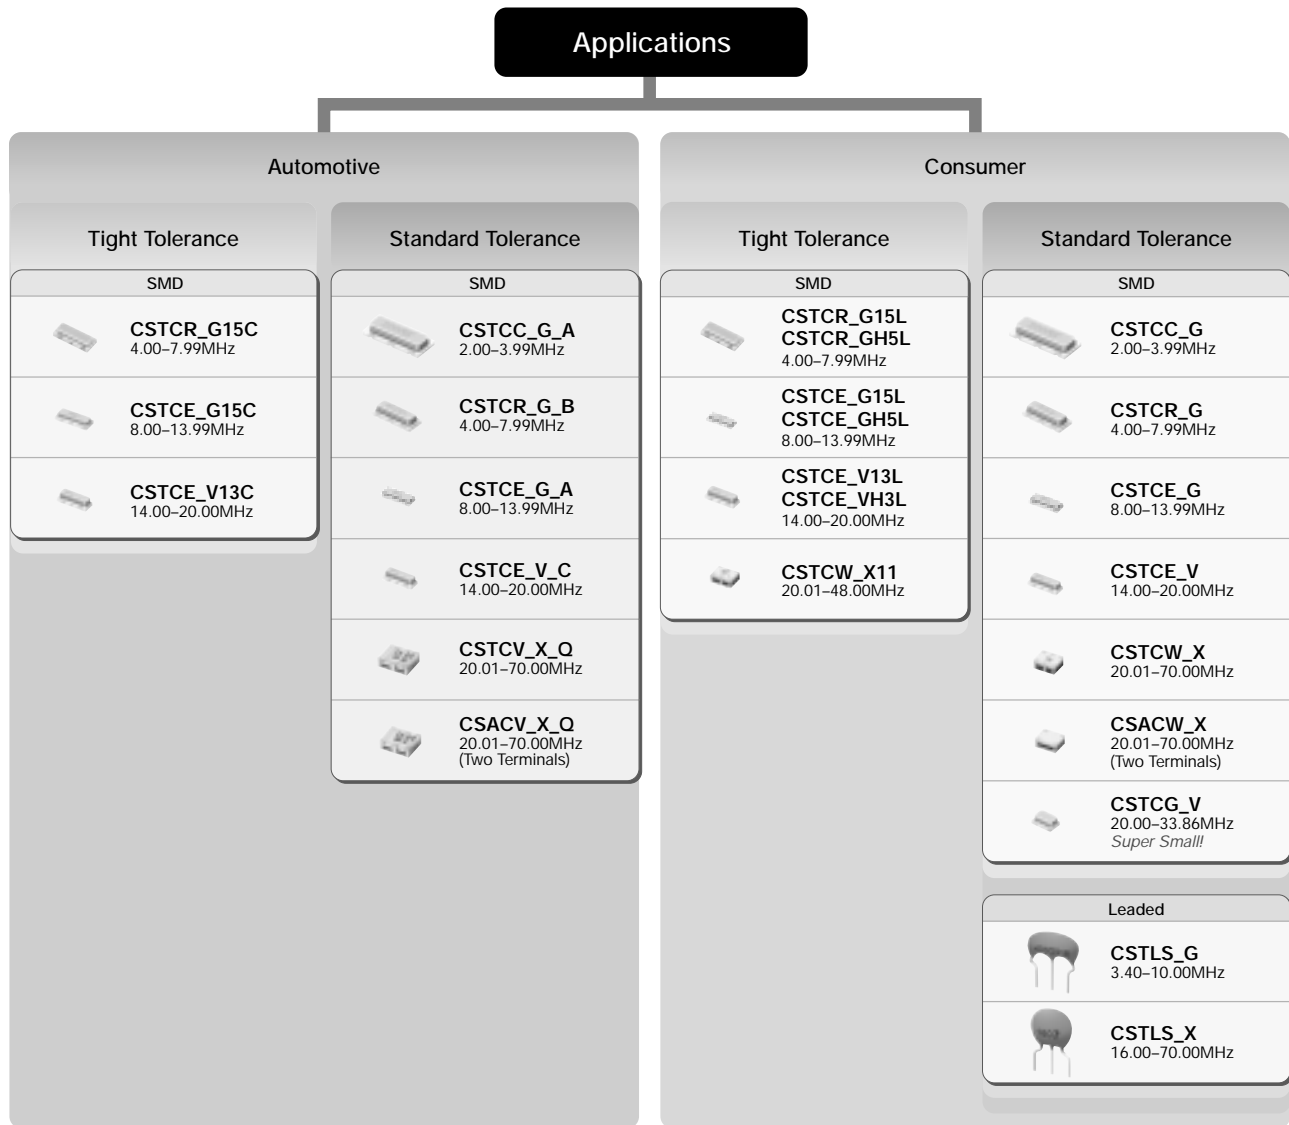 Applications
Automotive
Tight Tolerance
SMD
CSTCR_G15C
4.00–7.99MHz
CSTCE_G15C
8.00–13.99MHz
CSTCE_V13C
14.00–20.00MHz
Standard Tolerance
SMD
CSTCC_G_A
2.00–3.99MHz
CSTCR_G_B
4.00–7.99MHz
CSTCE_G_A
8.00–13.99MHz
CSTCE_V_C
14.00–20.00MHz
CSTCV_X_Q
20.01–70.00MHz
CSACV_X_Q
20.01–70.00MHz
(Two Terminals)
Consumer
Tight Tolerance
SMD
CSTCR_G15L
CSTCR_GH5L
4.00–7.99MHz
CSTCE_G15L
CSTCE_GH5L
8.00–13.99MHz
CSTCE_V13L
CSTCE_VH3L
14.00–20.00MHz
CSTCW_X11
20.01–48.00MHz
Standard Tolerance
SMD
CSTCC_G
2.00–3.99MHz
CSTCR_G
4.00–7.99MHz
CSTCE_G
8.00–13.99MHz
CSTCE_V
14.00–20.00MHz
CSTCW_X
20.01–70.00MHz
CSACW_X
20.01–70.00MHz
(Two Terminals)
CSTCG_V
20.00–33.86MHz
Super Small!
Leaded
CSTLS_G
3.40–10.00MHz
CSTLS_X
16.00–70.00MHz